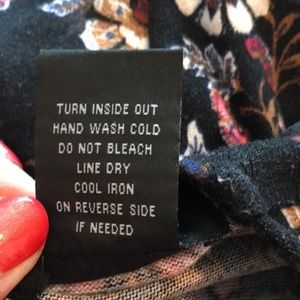 TURN INSIDE OUT
HAND WASH COLD
DO NOT BLEACH
LINE DRY
COOL IRON
ON REVERSE SIDE
IF NEEDED